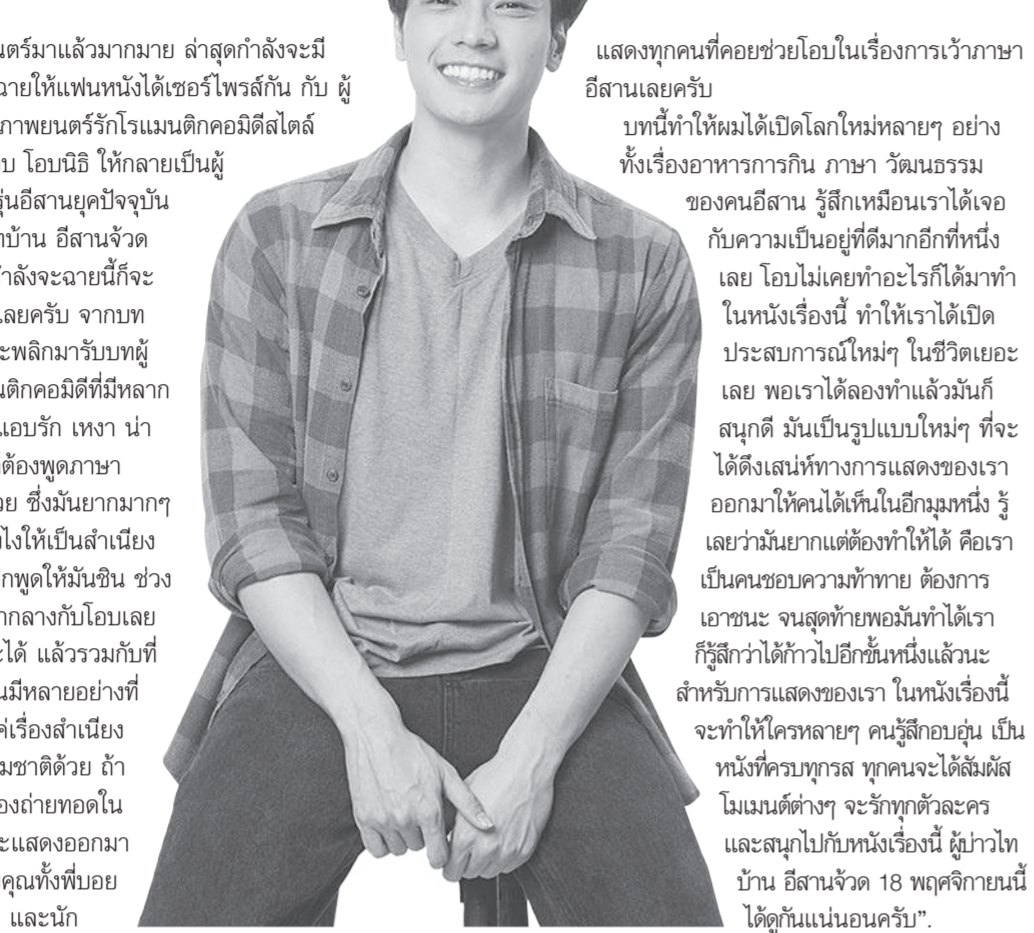 นตร์มาแล้วมากมาย ล่าสุดกำลังจะมี
ฉายให้แฟนหนังได้เซอร์ไพรส์กัน กับ ผู้
ภาพยนตร์รักโรแมนติกคอมิดีสไตล์
โอบนิธิ ให้กลายเป็นผู้
รุ่นอีสานยุคปัจจุบัน
บ้าน อีสานจ้วด
กำลังจะฉายนี้ก็จะ
เลยครับ จากบท
จะพลิกมารับบทผู้
นติกคอมิดีที่มีหลาก
แอบรัก เหงา น่า
ต้องพูดภาษา
วย ซึ่งมันยากมากๆ
งไงให้เป็นสำเนียง
ฝึกพูดให้มันชิน ช่วง
ากลางกับโอบเลย
ะได้ แล้วรวมกับที่
นมีหลายอย่างที่
ค่เรื่องสำเนียง
มชาติด้วย ถ้า
องถ่ายทอดใน
ะแสดงออกมา
คุณทั้งพี่บอย
และนัก
แสดงทุกคนที่คอยช่วยโอบในเรื่องการเว้าภาษา
อีสานเลยครับ
บทนี้ทำให้ผมได้เปิดโลกใหม่หลายๆ อย่าง
ทั้งเรื่องอาหารการกิน ภาษา วัฒนธรรม
ของคนอีสาน รู้สึกเหมือนเราได้เจอ
กับความเป็นอยู่ที่ดีมากอีกที่หนึ่ง
เลย โอบไม่เคยทำอะไรก็ได้มาทำ
ในหนังเรื่องนี้ ทำให้เราได้เปิด
ประสบการณ์ใหม่ๆ ในชีวิตเยอะ
เลย พอเราได้ลองทำแล้วมันก็
สนุกดี มันเป็นรูปแบบใหม่ๆ ที่จะ
ได้ดึงเสน่ห์ทางการแสดงของเรา
ออกมาให้คนได้เห็นในอีกมุมหนึ่ง รู้
เลยว่ามันยากแต่ต้องทำให้ได้ คือเรา
เป็นคนชอบความท้าทาย ต้องการ
เอาชนะ จนสุดท้ายพอมันทำได้เรา
ก็รู้สึกว่าได้ก้าวไปอีกขั้นหนึ่งแล้วนะ
สำหรับการแสดงของเรา ในหนังเรื่องนี้
จะทำให้ใครหลายๆ คนรู้สึกอบอุ่น เป็น
หนังที่ครบทุกรส ทุกคนจะได้สัมผัส
โมเมนต์ต่างๆ จะรักทุกตัวละคร
และสนุกไปกับหนังเรื่องนี้ ผู้บ่าวไท
บ้าน อีสานจ้วด 18 พฤศจิกายนนี้
ได้ดูกันแน่นอนครับ”.